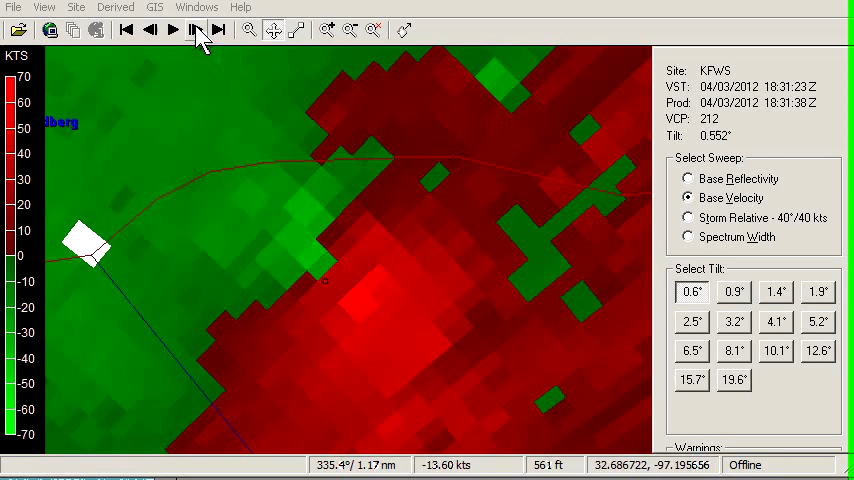 File View Site Derived GIS Windows Help
KTS
70
60
50
40
30
20
10
0
-10
-20
-30
-40
-50
-60
-70
dberg
Site: KFWS
VST: 04/03/2012 18:31:23 Z
Prod: 04/03/2012 18:31:38 Z
VCP: 212
Tilt: 0.552°
Select Sweep:
Base Reflectivity
Base Velocity
Storm Relative - 40°/40 kts
Spectrum Width
Select Tilt:
0.6° 0.9° 1.4° 1.9°
2.5° 3.2° 4.1° 5.2°
6.5° 8.1° 10.1° 12.6°
15.7° 19.6°
Warnings:
335.4°/ 1.17 nm -13.60 kts 561 ft 32.686722, -97.195656 Offline